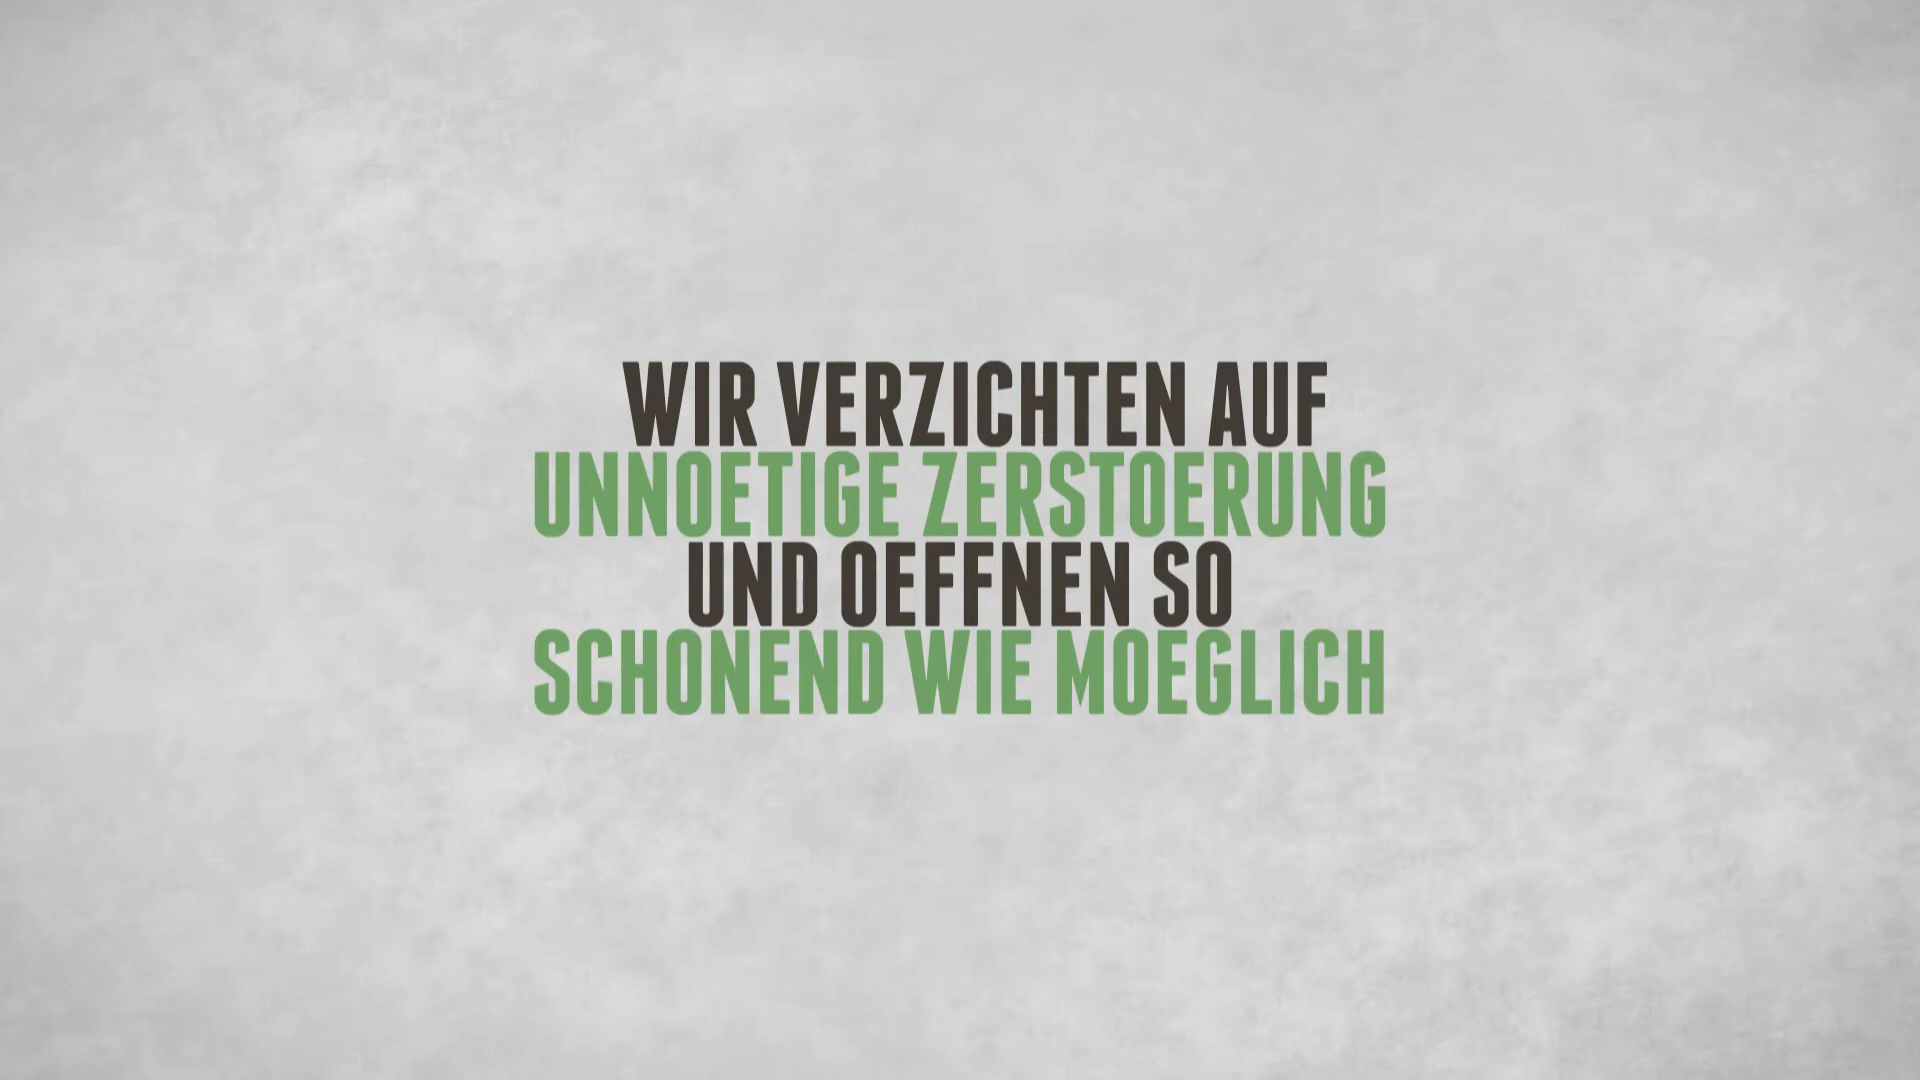 WIR VERZICHTEN AUF
UNNOETIGE ZERSTOERUNG
UND OEFFNEN SO
SCHONEND WIE MOEGLICH